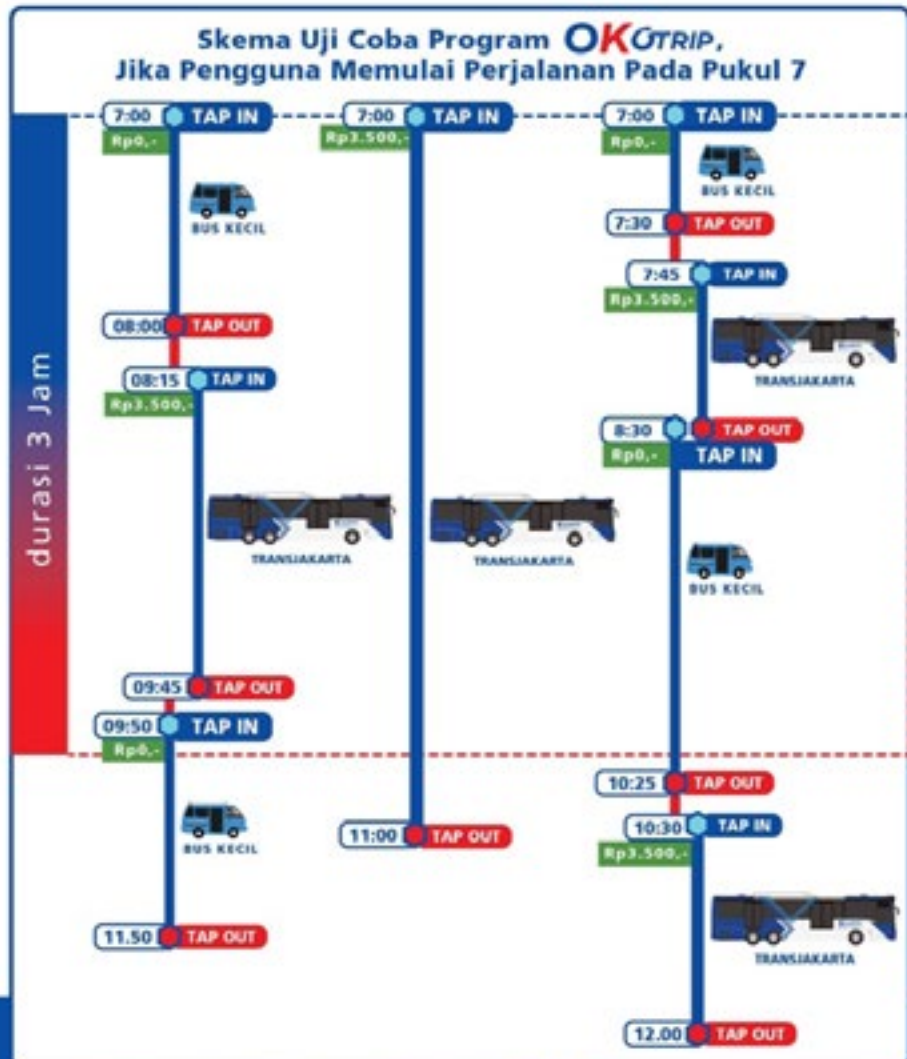 Skema Uji Coba Program OK OTRIP.
Jika Pengguna Memulai Perjalanan Pada Pukul 7
durasi 3 Jam
7:00 TAP IN
Rp0,-
BUS KECIL
08:00 TAP OUT
08:15 TAP IN
Rp3.500,-
TRANSJAKARTA
09:45 TAP OUT
09:50 TAP IN
Rp0,-
BUS KECIL
11.50 TAP OUT
7:00 TAP IN
Rp3.500,-
TRANSJAKARTA
11:00 TAP OUT
7:00 TAP IN
Rp0,-
BUS KECIL
7:30 TAP OUT
7:45 TAP IN
Rp3.500,-
TRANSJAKARTA
8:30 TAP OUT
Rp0,- TAP IN
BUS KECIL
10:25 TAP OUT
10:30 TAP IN
Rp3.500,-
TRANSJAKARTA
12.00 TAP OUT